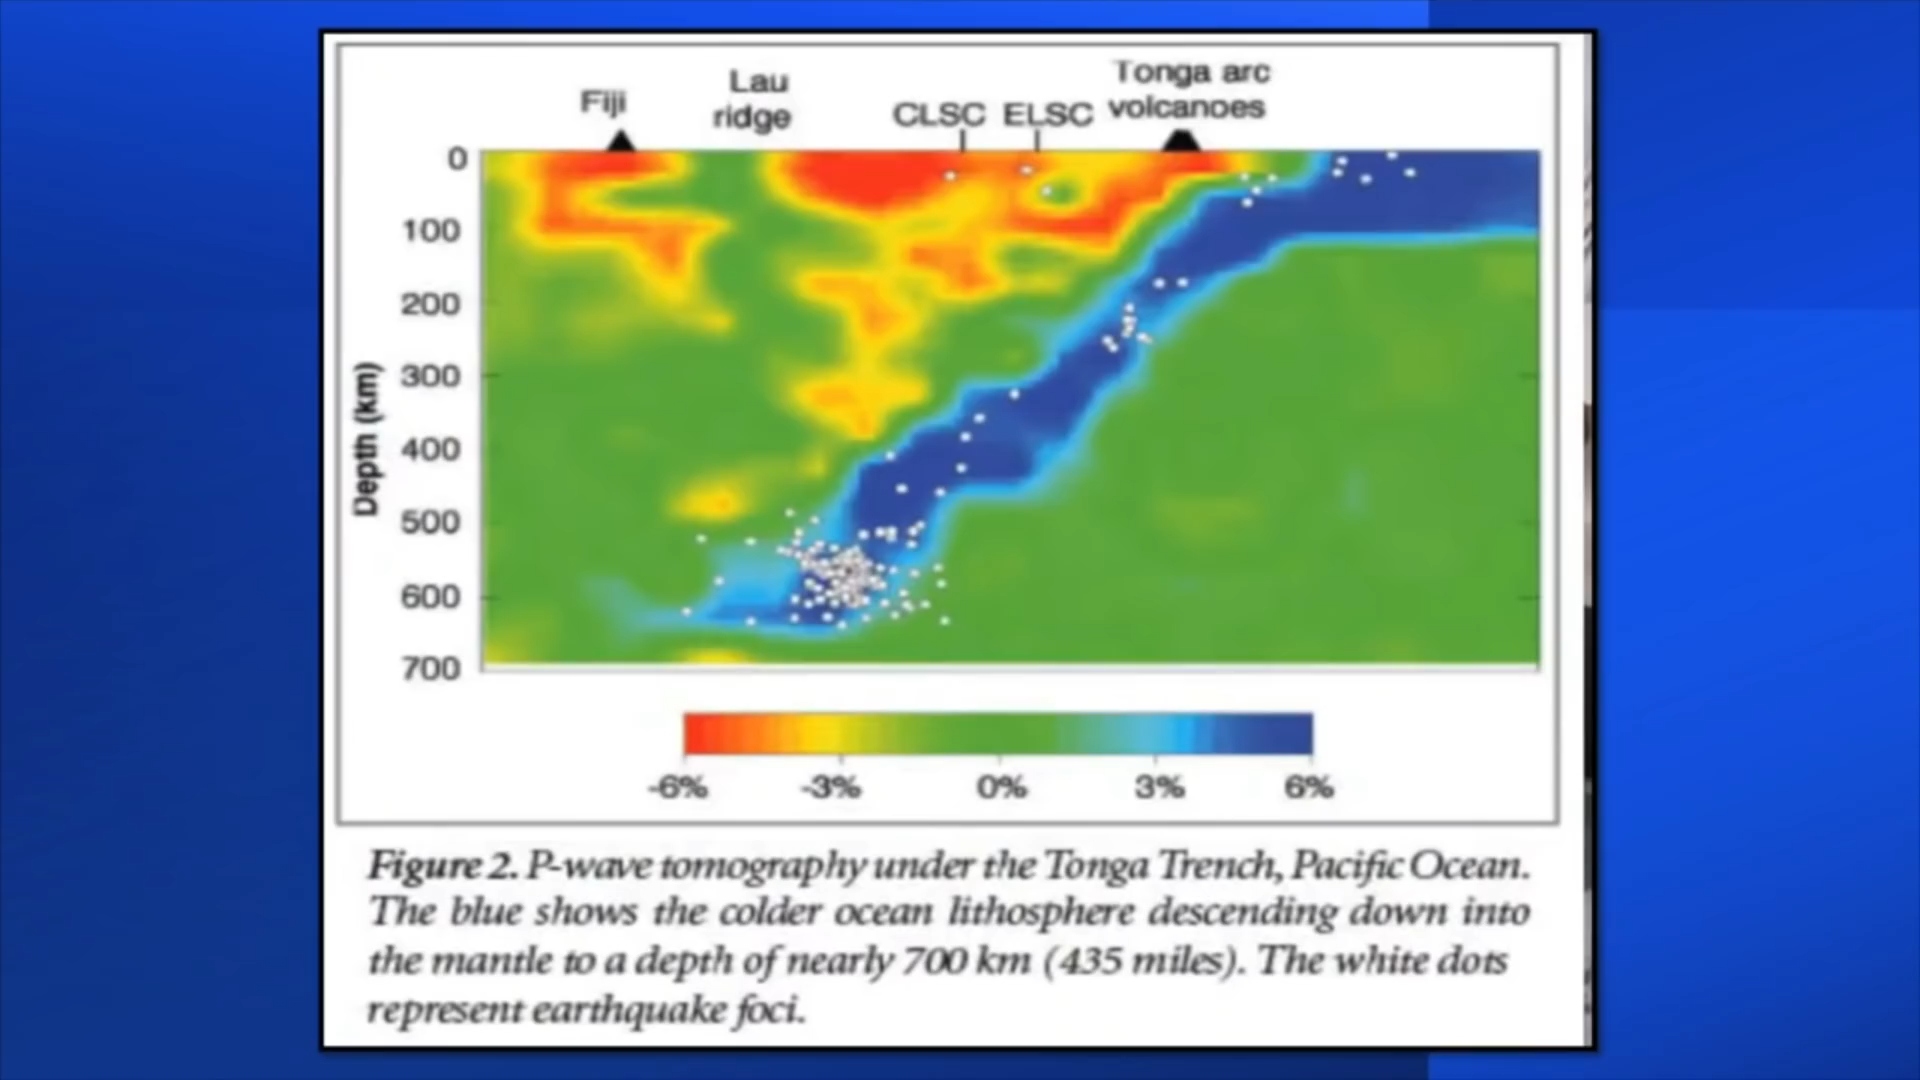 Fiji
Lau
ridge
CLSC
ELSC
Tonga arc
volcanoes
0
100
200
300
400
500
600
700
Depth (km)
-6% -3% 0% 3% 6%
Figure 2. P-wave tomography under the Tonga Trench, Pacific Ocean.
The blue shows the colder ocean lithosphere descending down into
the mantle to a depth of nearly 700 km (435 miles). The white dots
represent earthquake foci.